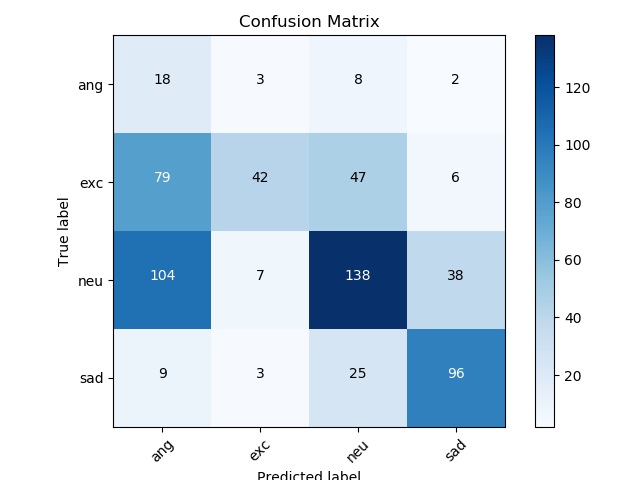 Confusion Matrix
ang 18 3 8 2
exc 79 42 47 6
neu 104 7 138 38
sad 9 3 25 96
ang exc neu sad
True label
Predicted label
120
100
80
60
40
20